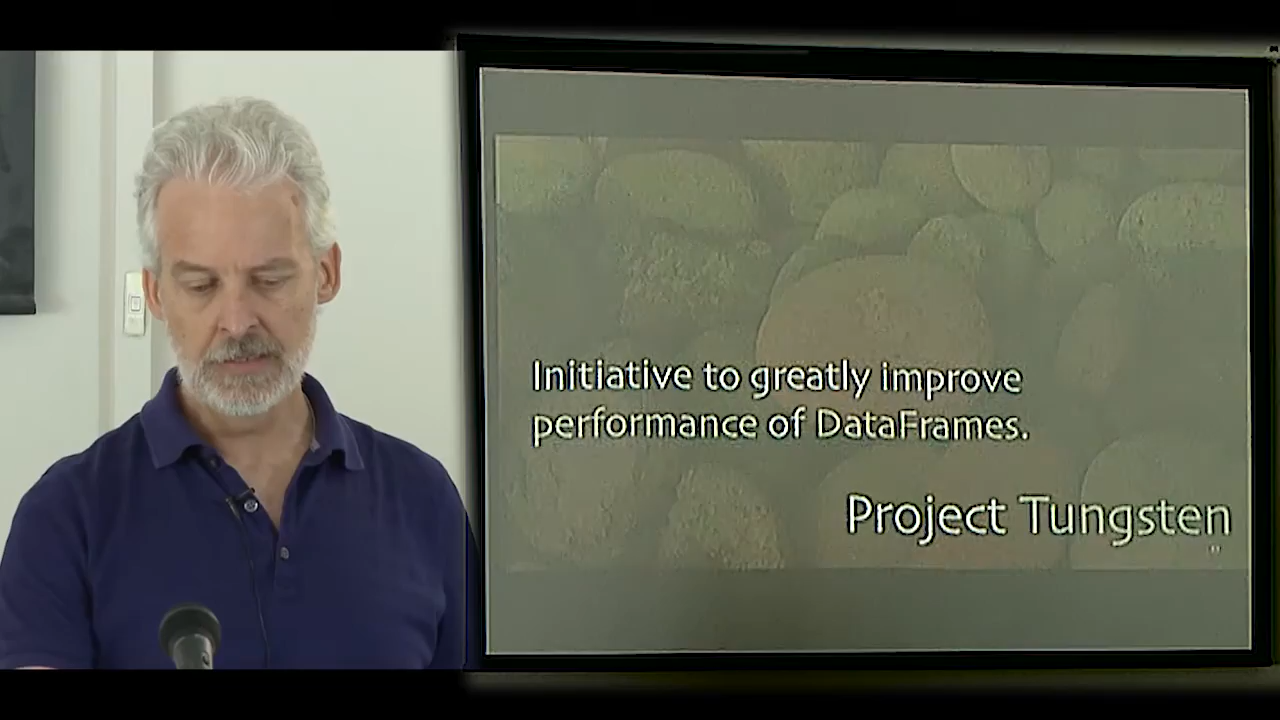 Initiative to greatly improve
performance of DataFrames.
Project Tungsten